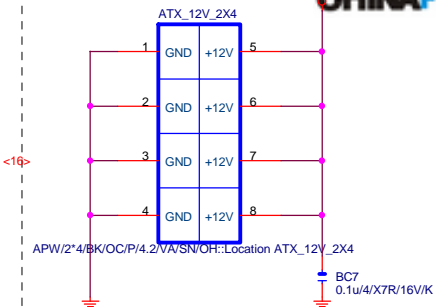 ATX_12V_2X4
1 GND +12V 5
2 GND +12V 6
3 GND +12V 7
<16>
4 GND +12V 8
APW/2*4/BK/OC/P/4.2/VA/SN/OH::Location ATX_12V_2X4
BC7
0.1u/4/X7R/16V/K